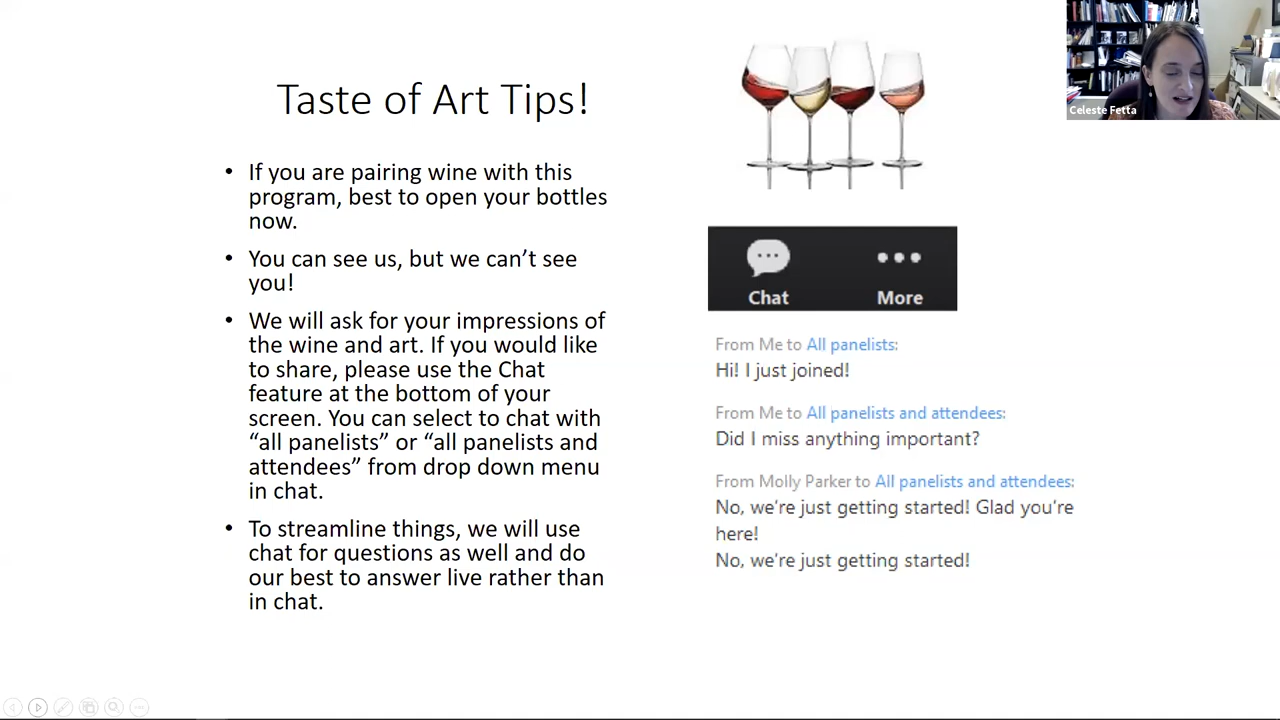 Taste of Art Tips!
• If you are pairing wine with this
program, best to open your bottles
now.
• You can see us, but we can’t see
you!
• We will ask for your impressions of
the wine and art. If you would like
to share, please use the Chat
feature at the bottom of your
screen. You can select to chat with
“all panelists” or “all panelists and
attendees” from drop down menu
in chat.
• To streamline things, we will use
chat for questions as well and do
our best to answer live rather than
in chat.
Chat
More
From Me to All panelists:
Hi! I just joined!
From Me to All panelists and attendees:
Did I miss anything important?
From Molly Parker to All panelists and attendees:
No, we’re just getting started! Glad you’re
here!
No, we’re just getting started!
Celeste Fetta